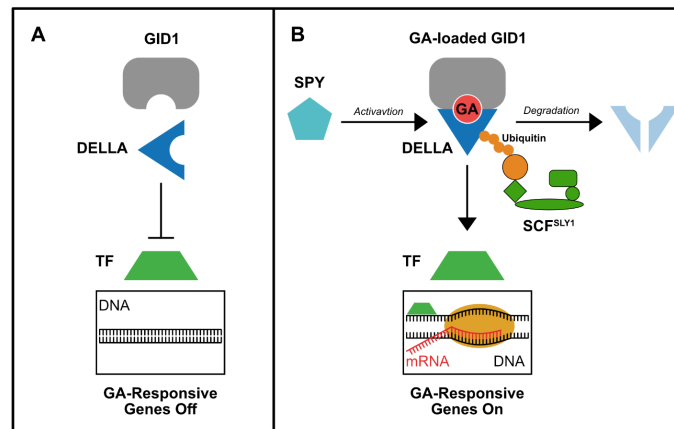 A
GID1
DELLA
TF
DNA
GA-Responsive
Genes Off
B
GA-loaded GID1
SPY
Activavtion
GA
Degradation
DELLA
Ubiquitin
SCFSLY1
TF
mRNA
DNA
GA-Responsive
Genes On